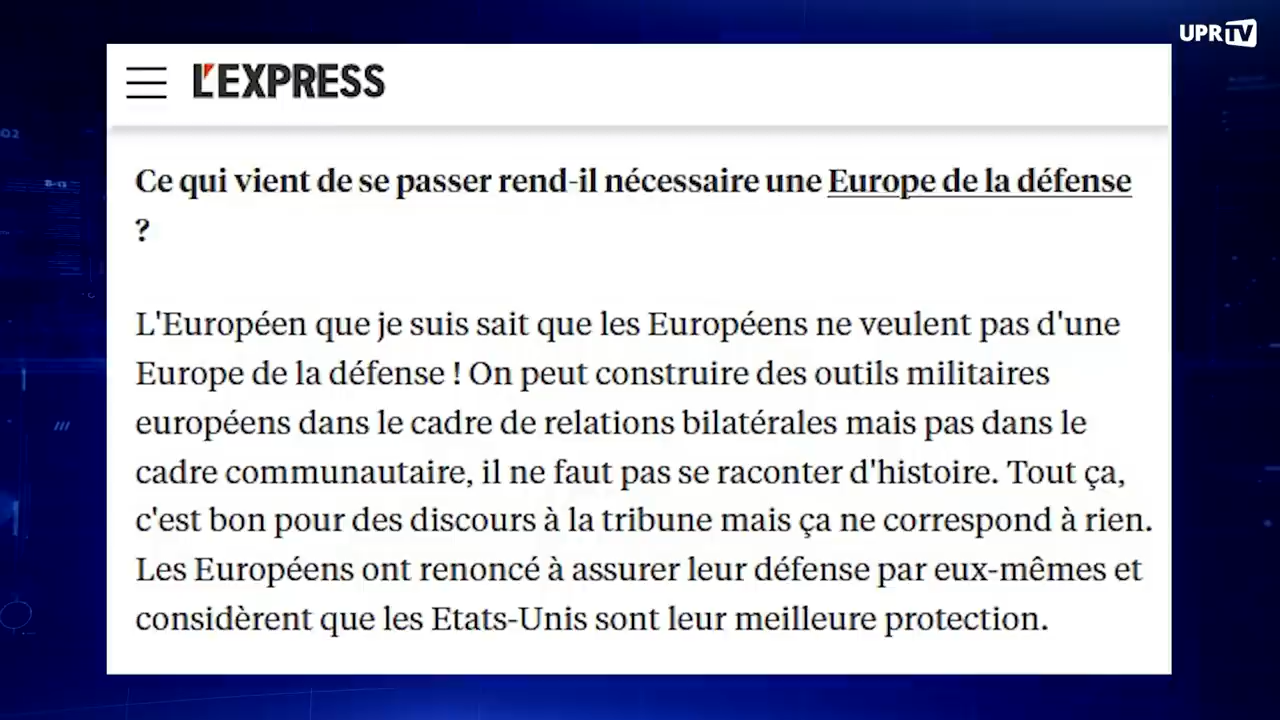 UPRTV
L'EXPRESS
Ce qui vient de se passer rend-il nécessaire une Europe de la défense
?
L'Européen que je suis sait que les Européens ne veulent pas d'une
Europe de la défense ! On peut construire des outils militaires
européens dans le cadre de relations bilatérales mais pas dans le
cadre communautaire, il ne faut pas se raconter d'histoire. Tout ça,
c'est bon pour des discours à la tribune mais ça ne correspond à rien.
Les Européens ont renoncé à assurer leur défense par eux-mêmes et
considèrent que les Etats-Unis sont leur meilleure protection.